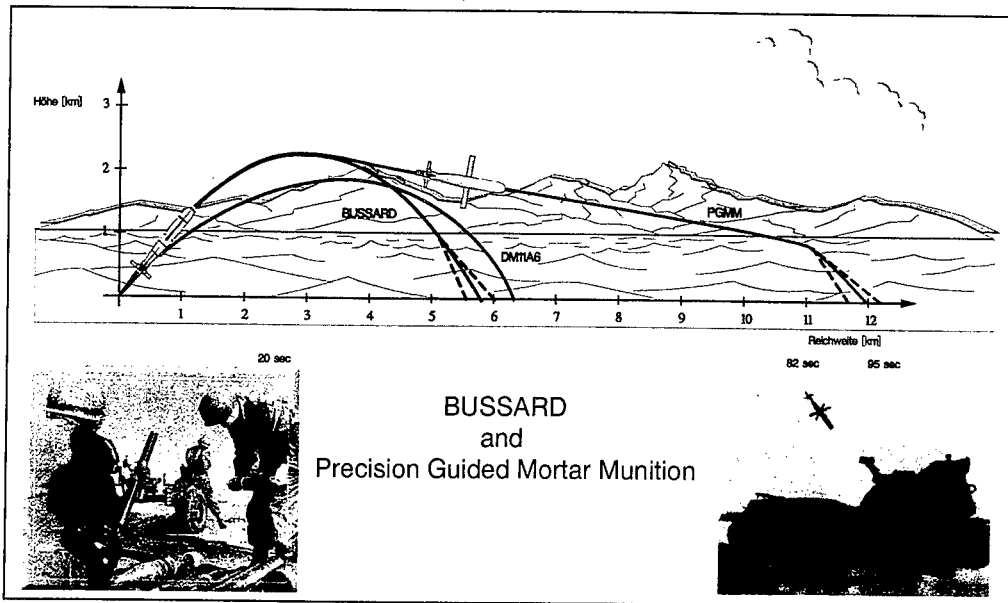 Höhe [km]
3
2
1
BUSSARD
PGMM
DM11A6
1 2 3 4 5 6 7 8 9 10 11 12
Reichweite [km]
20 sec
82 sec 95 sec
BUSSARD
and
Precision Guided Mortar Munition